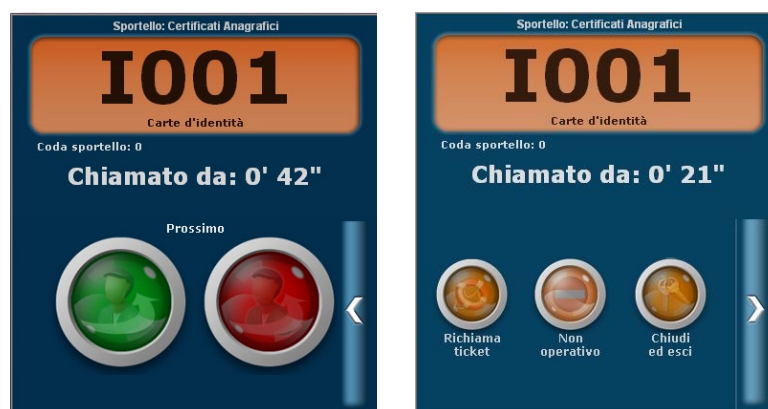 Sportello: Certificati Anagrafici
I001
Carte d'identità
Coda sportello: 0
Chiamato da: 0' 42"
Prossimo
Sportello: Certificati Anagrafici
I001
Carte d'identità
Coda sportello: 0
Chiamato da: 0' 21"
Richiama
ticket
Non
operativo
Chiudi
ed esci